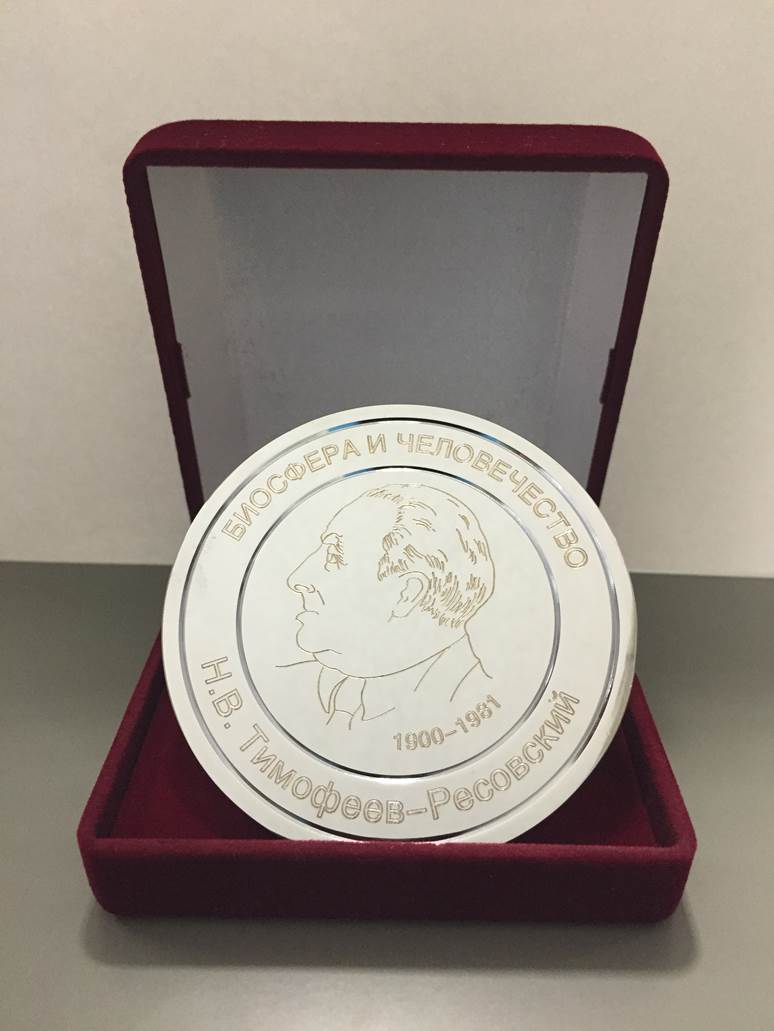 БИОСФЕРА И ЧЕЛОВЕЧЕСТВО
1900-1981
Н.В. Тимофеев-Ресовский